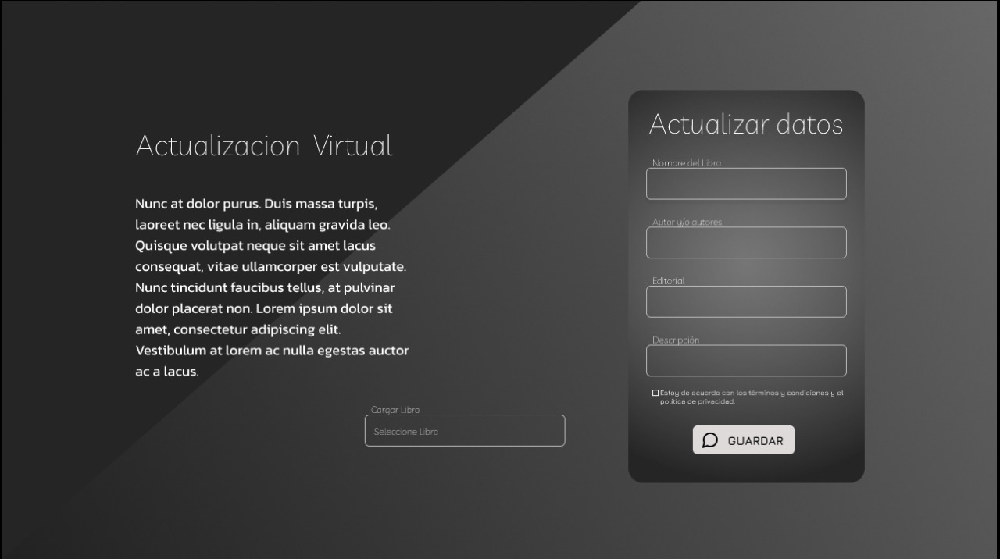 Actualizacion Virtual
Nunc at dolor purus. Duis massa turpis,
laoreet nec ligula in, aliquam gravida leo.
Quisque volutpat neque sit amet lacus
consequat, vitae ullamcorper est vulputate.
Nunc tincidunt faucibus tellus, at pulvinar
dolor placerat non. Lorem ipsum dolor sit
amet, consectetur adipiscing elit.
Vestibulum at lorem ac nulla egestas auctor
ac a lacus.
Cargar Libro
Seleccione Libro
Actualizar datos
Nombre del Libro
Autor y/o autores
Editorial
Descripción
Estoy de acuerdo con los términos y condiciones y el
política de privacidad.
GUARDAR